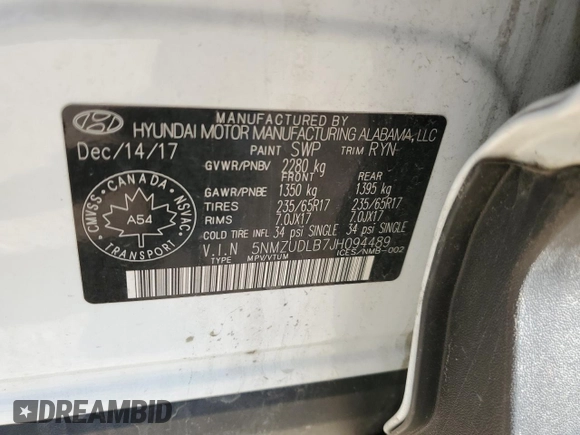 MANUFACTURED BY
HYUNDAI MOTOR MANUFACTURING ALABAMA, LLC
Dec/14/17 PAINT SWP TRIM RYN
GVWR/PNBV 2280 kg
FRONT REAR
GAWR/PNBE 1350 kg 1395 kg
TIRES 235/65R17 235/65R17
RIMS 7.0JX17 7.0JX17
COLD TIRE INFL 34 psi SINGLE 34 psi SINGLE
V.I.N 5NMZUDLB7JH094489
TYPE MPV/VTUM ICES/NMB-002
CMVSS • CANADA • NSVAC
A54
TRANSPORT
DREAMBID